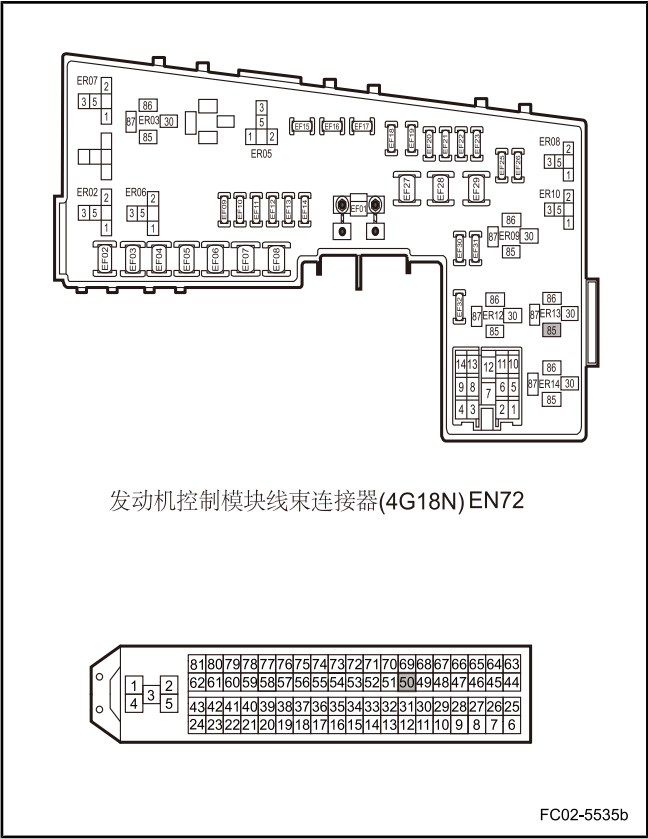 ER07
2
3 5
1
86
87 ER03 30
85
3
5
1 2
ER05
EF15 EF16 EF17
EF18 EF19 EF20 EF21 EF22 EF23
EF25 EF26
ER08
2
3 5
1
ER02
2
3 5
1
ER06
2
3 5
1
EF09 EF10 EF11 EF12 EF13 EF14
EF01
EF27 EF28 EF29
ER10
2
3 5
1
86
87 ER09 30
85
EF02 EF03 EF04 EF05 EF06 EF07 EF08
EF30 EF31
EF32
86
87 ER12 30
85
86
87 ER13 30
85
14 13 12 11 10
9 8 7 6 5
4 3 2 1
86
87 ER14 30
85
发动机控制模块线束连接器(4G18N) EN72
1 2
3
4 5
81 80 79 78 77 76 75 74 73 72 71 70 69 68 67 66 65 64 63
62 61 60 59 58 57 56 55 54 53 52 51 50 49 48 47 46 45 44
43 42 41 40 39 38 37 36 35 34 33 32 31 30 29 28 27 26 25
24 23 22 21 20 19 18 17 16 15 14 13 12 11 10 9 8 7 6
FC02-5535b